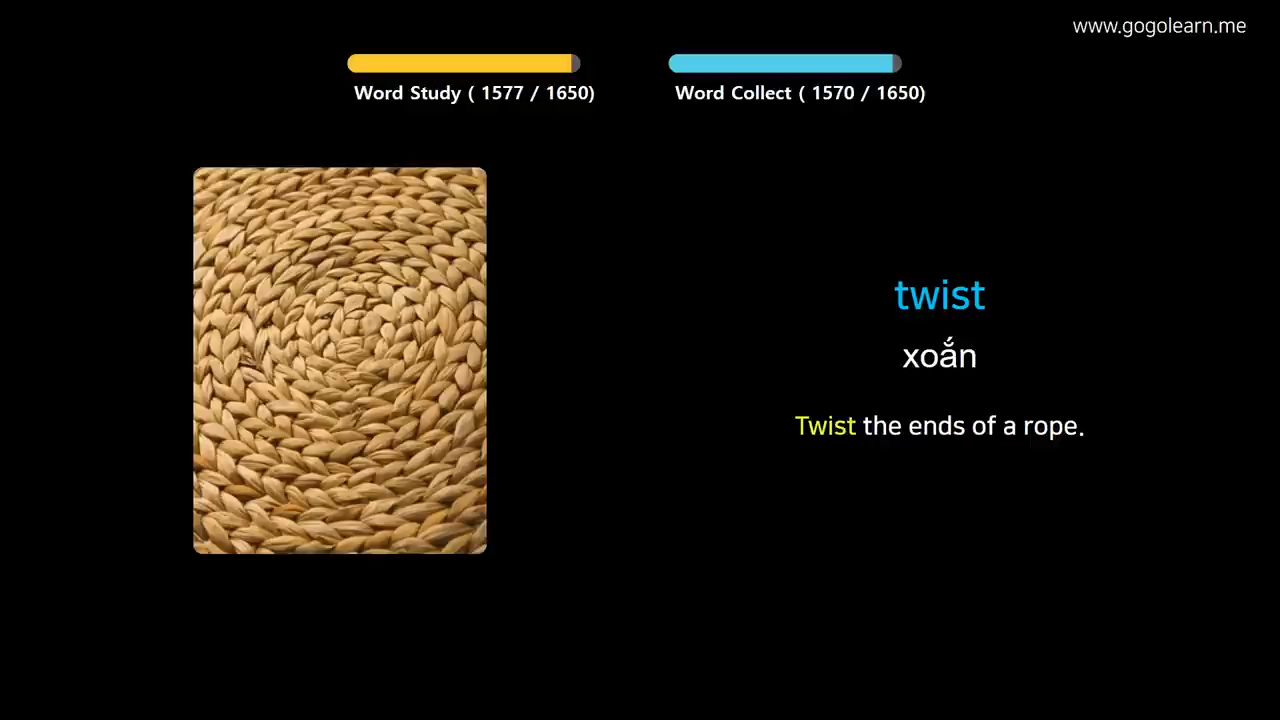 www.gogolearn.me
Word Study ( 1577 / 1650)
Word Collect ( 1570 / 1650)
twist
xoắn
Twist the ends of a rope.